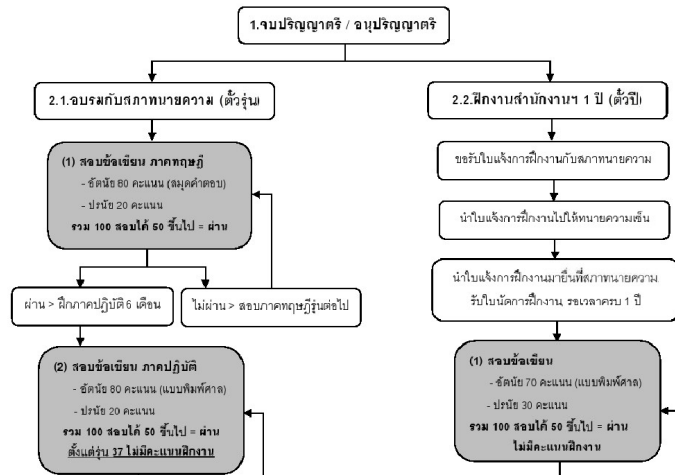 1.จบปริญญาตรี / อนุปริญญาตรี
2.1.อบรมกับสภาทนายความ (ตั๋วรุ่น)
(1) สอบข้อเขียน ภาคทฤษฎี
- อัตนัย 80 คะแนน (สมุดคำตอบ)
- ปรนัย 20 คะแนน
รวม 100 สอบได้ 50 ขึ้นไป = ผ่าน
ผ่าน > ฝึกภาคปฏิบัติ 6 เดือน
ไม่ผ่าน > สอบภาคทฤษฎีรุ่นต่อไป
(2) สอบข้อเขียน ภาคปฏิบัติ
- อัตนัย 80 คะแนน (แบบพิมพ์ศาล)
- ปรนัย 20 คะแนน
รวม 100 สอบได้ 50 ขึ้นไป = ผ่าน
ตั้งแต่รุ่น 37 ไม่มีคะแนนฝึกงาน
2.2.ฝึกงานสำนักงานฯ 1 ปี (ตั๋วปี)
ขอรับใบแจ้งการฝึกงานกับสภาทนายความ
นำใบแจ้งการฝึกงานไปให้ทนายความเซ็น
นำใบแจ้งการฝึกงานมายื่นที่สภาทนายความ
รับใบนัดการฝึกงาน, รอเวลาครบ 1 ปี
(1) สอบข้อเขียน
- อัตนัย 70 คะแนน (แบบพิมพ์ศาล)
- ปรนัย 30 คะแนน
รวม 100 สอบได้ 50 ขึ้นไป = ผ่าน
ไม่มีคะแนนฝึกงาน